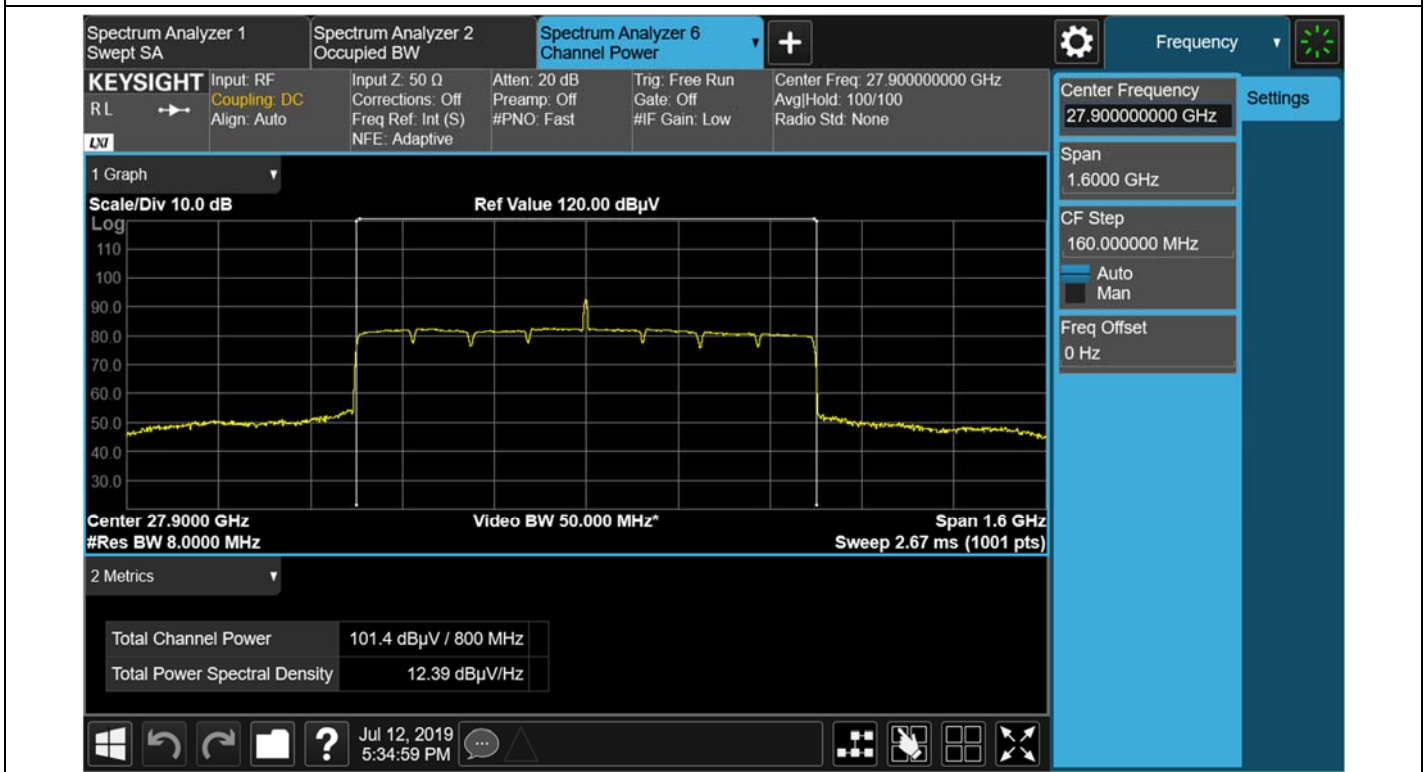 Spectrum Analyzer 1
Swept SA
Spectrum Analyzer 2
Occupied BW
Spectrum Analyzer 6
Channel Power
Frequency
KEYSIGHT
R L
LXI
Input: RF
Coupling: DC
Align: Auto
Input Z: 50 Ω
Corrections: Off
Freq Ref: Int (S)
NFE: Adaptive
Atten: 20 dB
Preamp: Off
#PNO: Fast
Trig: Free Run
Gate: Off
#IF Gain: Low
Center Freq: 27.900000000 GHz
Avg|Hold: 100/100
Radio Std: None
Center Frequency
27.900000000 GHz
Settings
Span
1.6000 GHz
CF Step
160.000000 MHz
Auto
Man
Freq Offset
0 Hz
1 Graph
Scale/Div 10.0 dB
Ref Value 120.00 dBµV
Log
110
100
90.0
80.0
70.0
60.0
50.0
40.0
30.0
Center 27.9000 GHz
Video BW 50.000 MHz*
Span 1.6 GHz
#Res BW 8.0000 MHz
Sweep 2.67 ms (1001 pts)
2 Metrics
Total Channel Power 101.4 dBµV / 800 MHz
Total Power Spectral Density 12.39 dBµV/Hz
?
Jul 12, 2019
5:34:59 PM